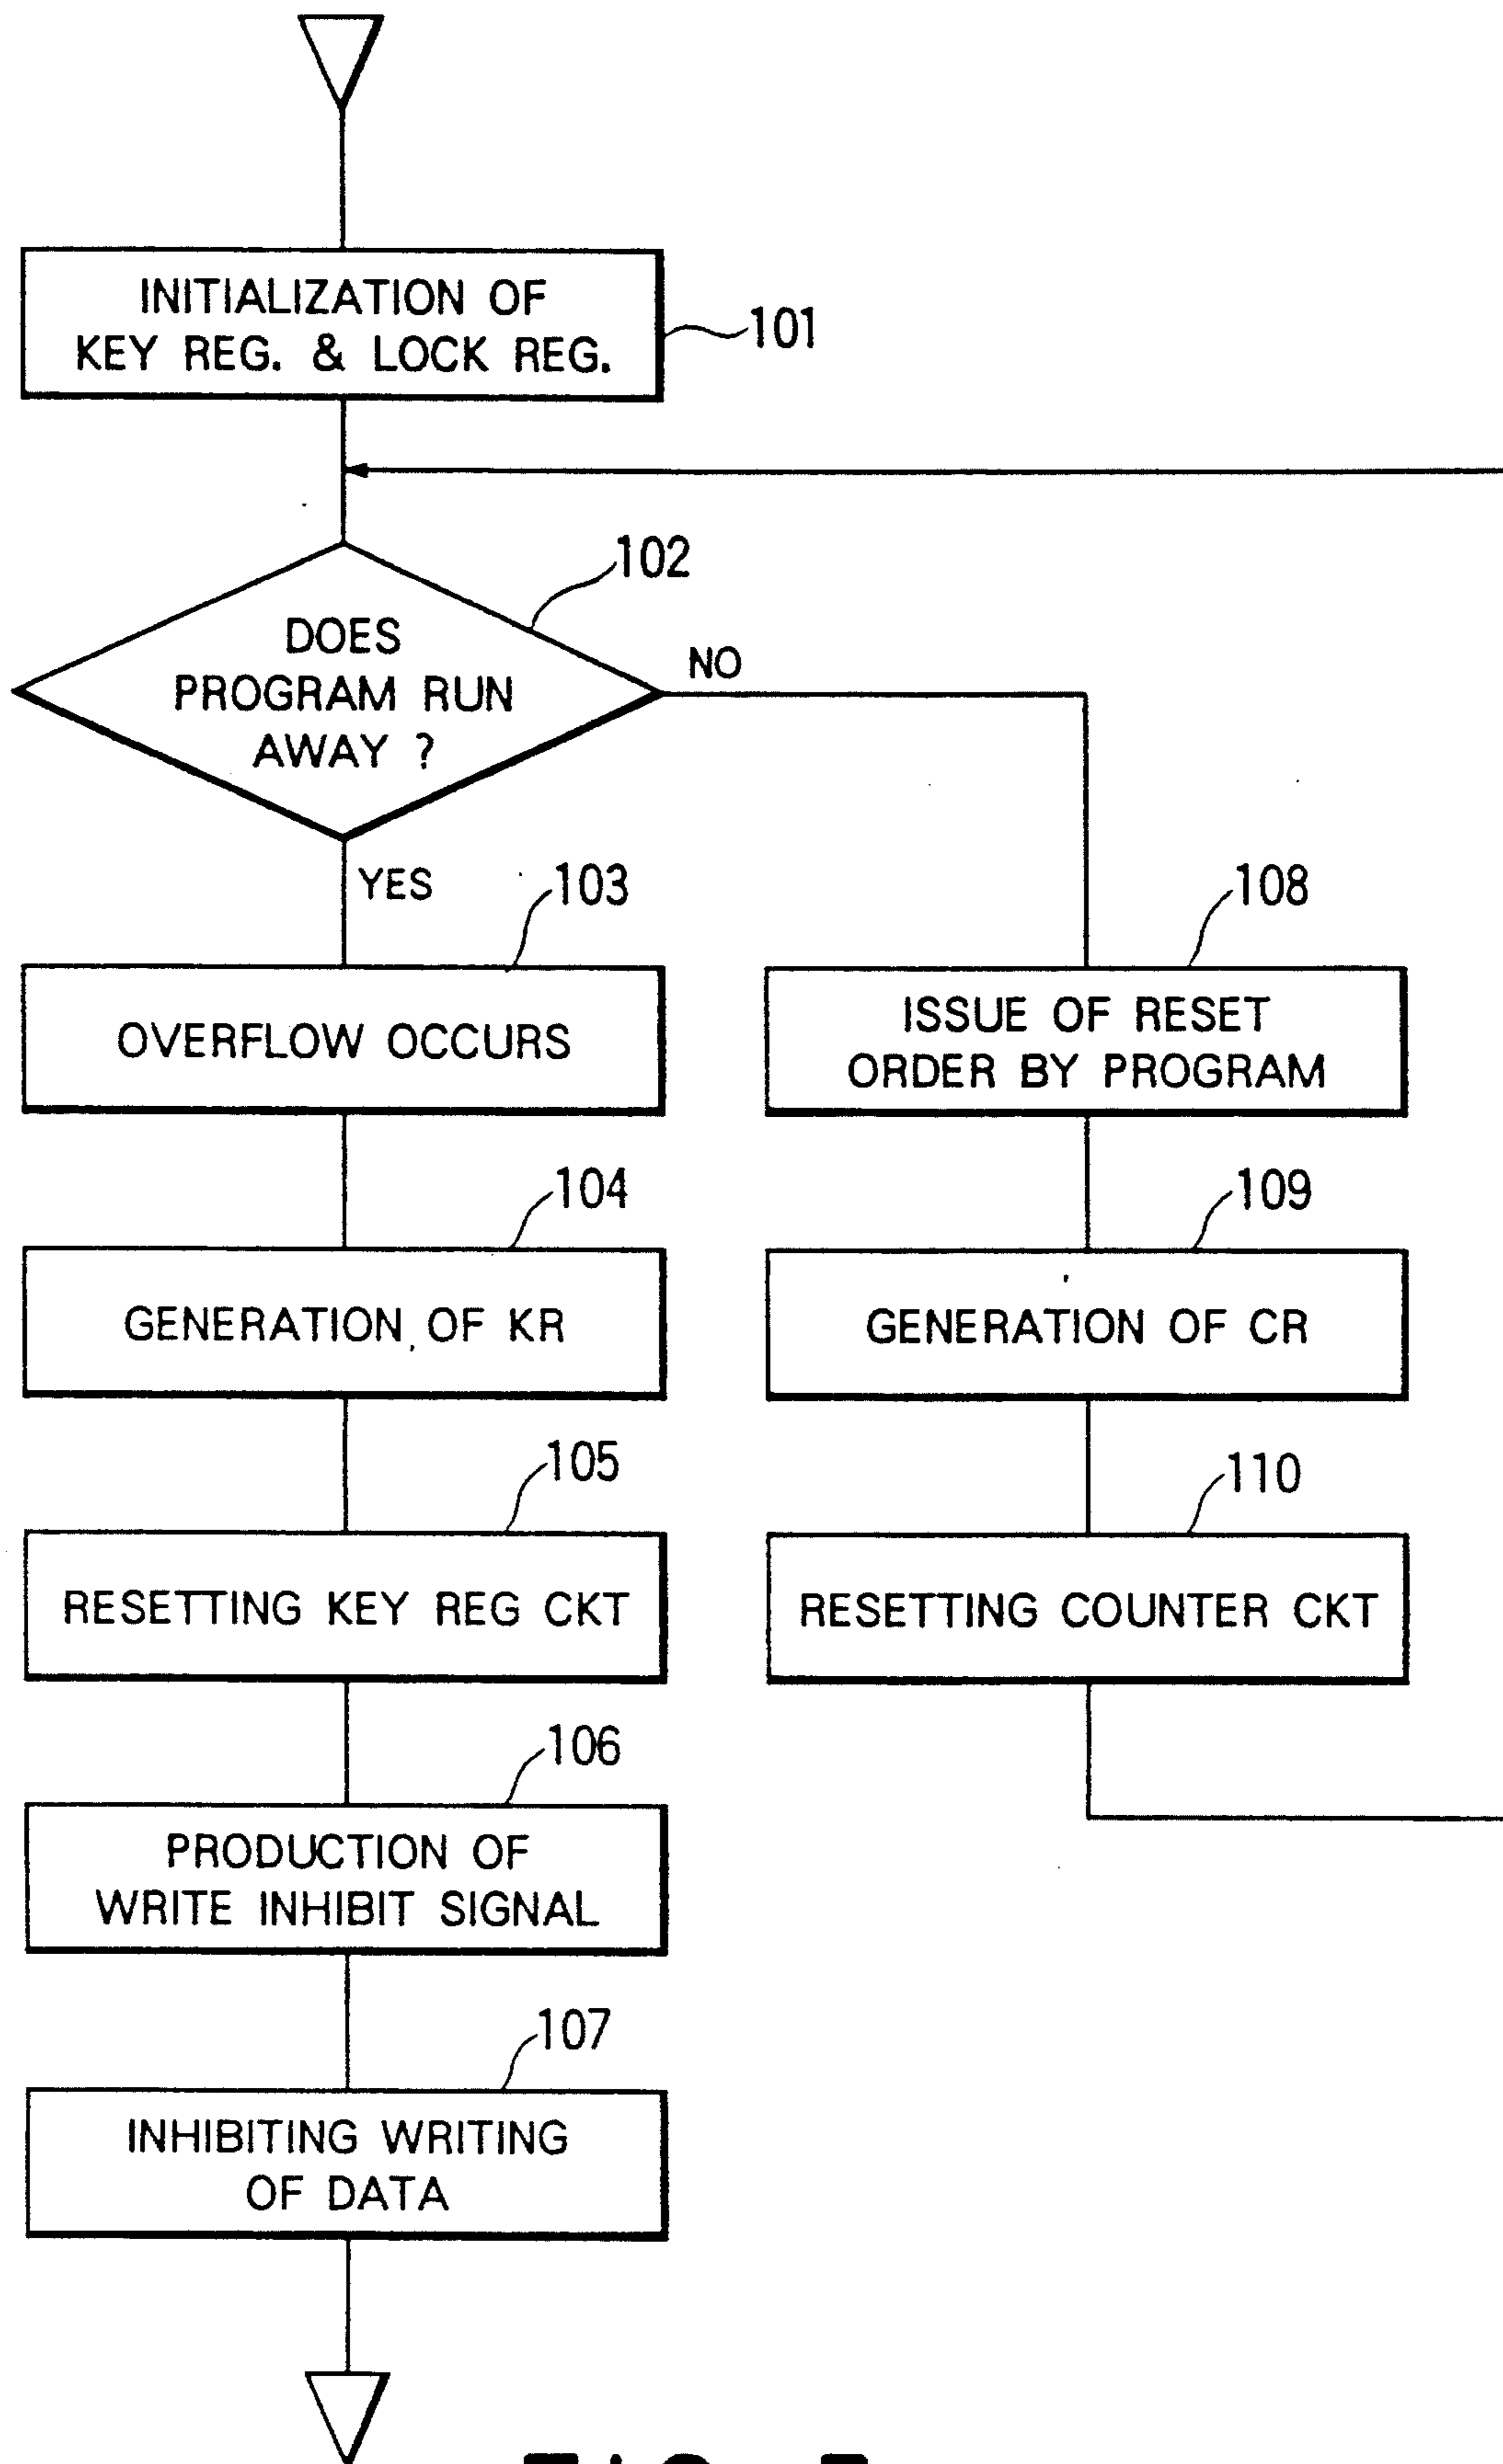 INITIALIZATION OF
KEY REG. & LOCK REG.
101
102
DOES
PROGRAM RUN
AWAY ?
NO
YES
103
OVERFLOW OCCURS
104
GENERATION OF KR
105
RESETTING KEY REG CKT
106
PRODUCTION OF
WRITE INHIBIT SIGNAL
107
INHIBITING WRITING
OF DATA
108
ISSUE OF RESET
ORDER BY PROGRAM
109
GENERATION OF CR
110
RESETTING COUNTER CKT